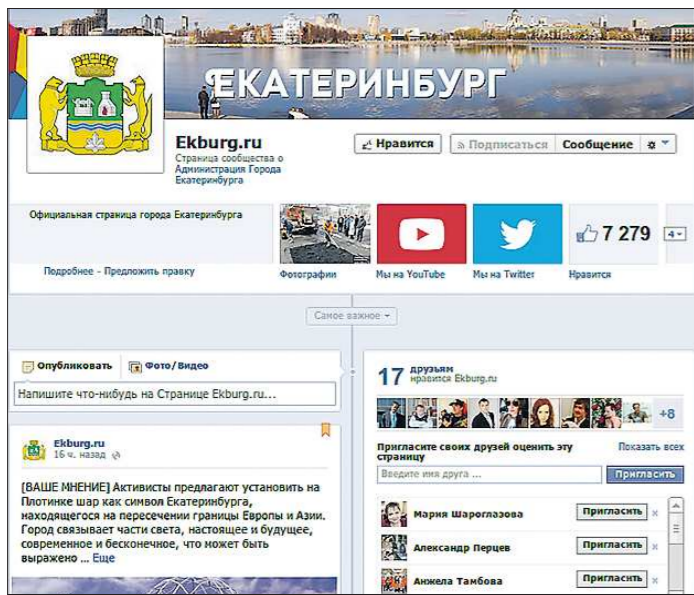 ЕКАТЕРИНБУРГ
Ekburg.ru
Страница сообщества о
Администрация Города
Екатеринбурга
Нравится
Подписаться
Сообщение
Официальная страница города Екатеринбурга
Подробнее - Предложить правку
Фотографии
Мы на YouTube
Мы на Twitter
7 279
Нравится
4
Самое важное
Опубликовать
Фото/Видео
Напишите что-нибудь на Странице Ekburg.ru...
Ekburg.ru
16 ч. назад
[ВАШЕ МНЕНИЕ] Активисты предлагают установить на
Плотинке шар как символ Екатеринбурга,
находящегося на пересечении границы Европы и Азии.
Город связывает части света, настоящее и будущее,
современное и бесконечное, что может быть
выражено ... Еще
17 друзьям
нравится Ekburg.ru
+8
Пригласите своих друзей оценить эту
страницу
Показать всех
Введите имя друга ...
Пригласить
Мария Шароглазова
Пригласить
Александр Перцев
Пригласить
Анжела Тамбова
Пригласить